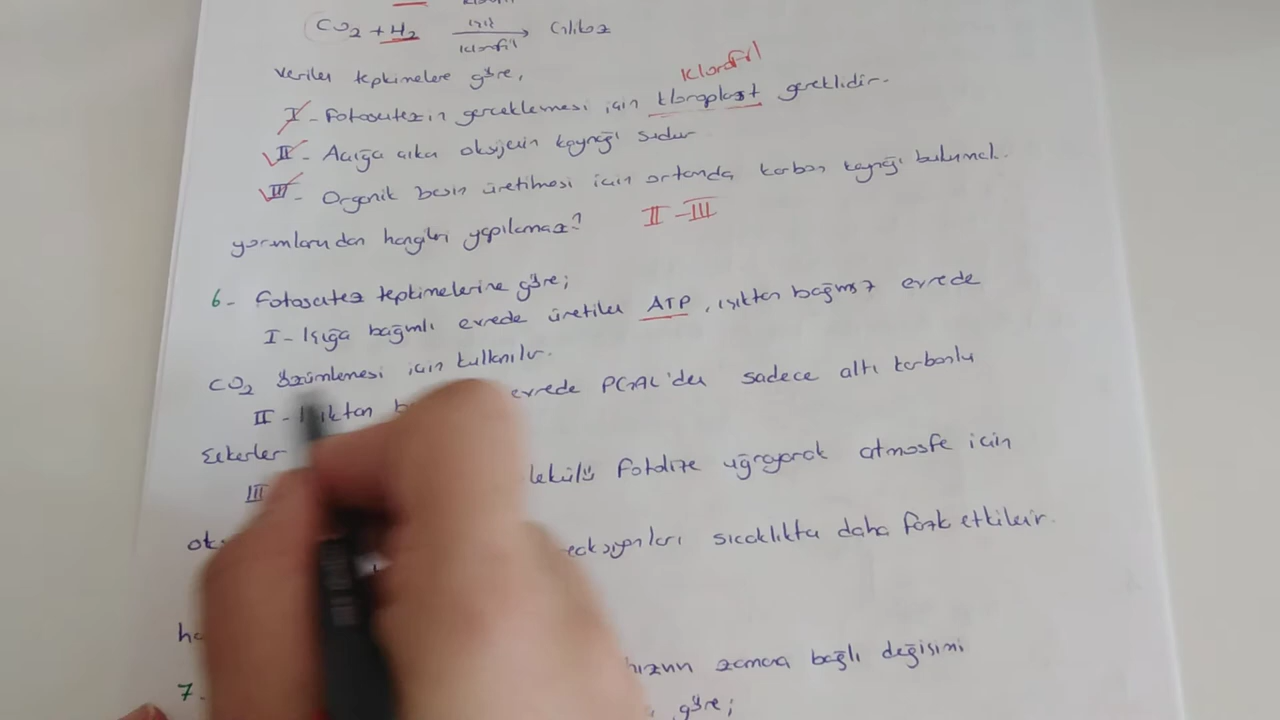 CO2 + H2 ışık
klorofil
verilen tepkimelere göre,
klorofil
I - Fotosentezin gerçeklemesi için kloroplast gereklidir.
II - Açığa çıkan oksijenin kaynağı sudur
III - Organik besin üretilmesi için ortamda karbon kaynağı bulunmalı.
yorumlarından hangileri yapılamaz? II - III
6 - Fotosentez tepkimelerine göre;
I - Işığa bağımlı evrede üretilen ATP, ışıktan bağımsız evrede
CO2 özümlemesi için kullanılır.
II - Işıktan evrede PGAL'den sadece altı karbonlu
Şekerler
III molekülü fotolize uğrayarak atmosfe için
reaksiyonları sıcaklıkta daha fazla etkilenir.
7 - hızının zamana bağlı değişimi
göre;